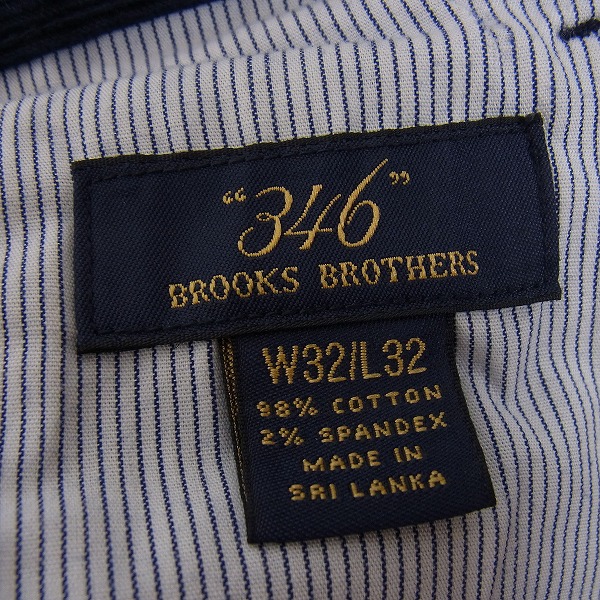 “346”
BROOKS BROTHERS
W32/L32
98% COTTON
2% SPANDEX
MADE IN
SRI LANKA